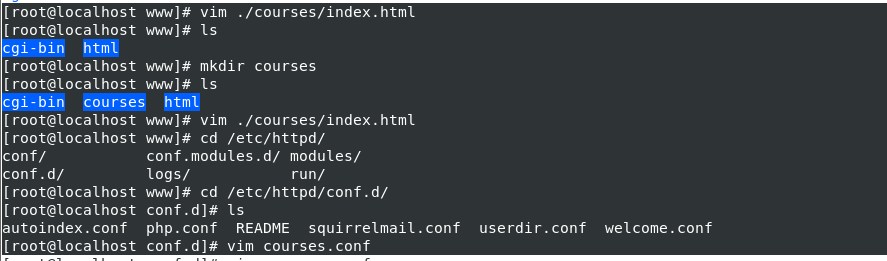 [root@localhost www]# vim ./courses/index.html
[root@localhost www]# ls
cgi-bin  html
[root@localhost www]# mkdir courses
[root@localhost www]# ls
cgi-bin  courses  html
[root@localhost www]# vim ./courses/index.html
[root@localhost www]# cd /etc/httpd/
conf/           conf.modules.d/ modules/
conf.d/         logs/           run/
[root@localhost www]# cd /etc/httpd/conf.d/
[root@localhost conf.d]# ls
autoindex.conf  php.conf  README  squirrelmail.conf  userdir.conf  welcome.conf
[root@localhost conf.d]# vim courses.conf